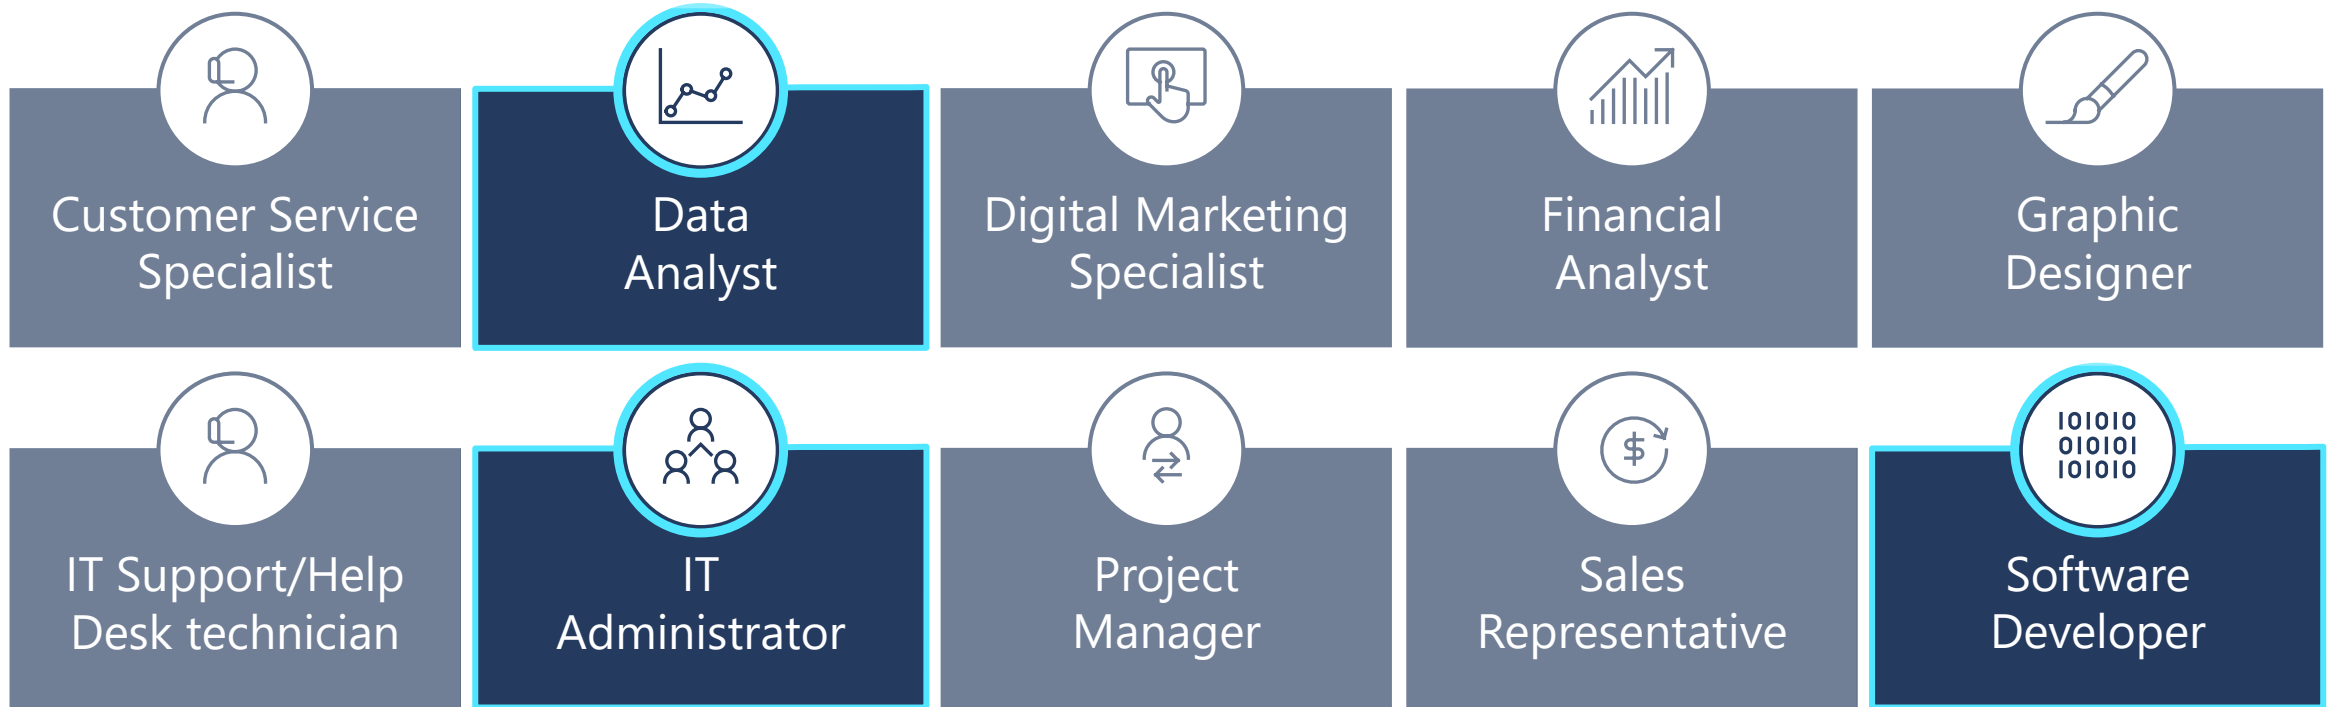 Customer Service
Specialist
Data
Analyst
Digital Marketing
Specialist
Financial
Analyst
Graphic
Designer
IT Support/Help
Desk technician
IT
Administrator
Project
Manager
$
Sales
Representative
101010
010101
101010
Software
Developer